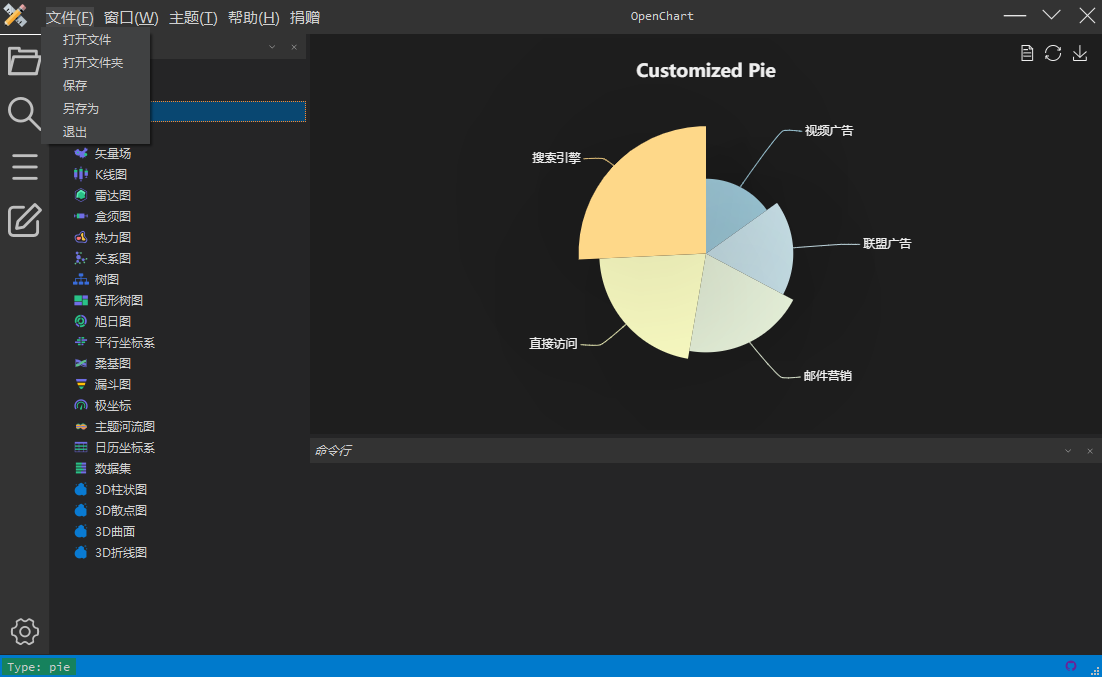 文件(F) 窗口(W) 主题(T) 帮助(H) 捐赠
OpenChart
打开文件
打开文件夹
保存
另存为
退出
矢量场
K线图
雷达图
盒须图
热力图
关系图
树图
矩形树图
旭日图
平行坐标系
桑基图
漏斗图
极坐标
主题河流图
日历坐标系
数据集
3D柱状图
3D散点图
3D曲面
3D折线图
Customized Pie
视频广告
搜索引擎
联盟广告
直接访问
邮件营销
命令行
Type: pie